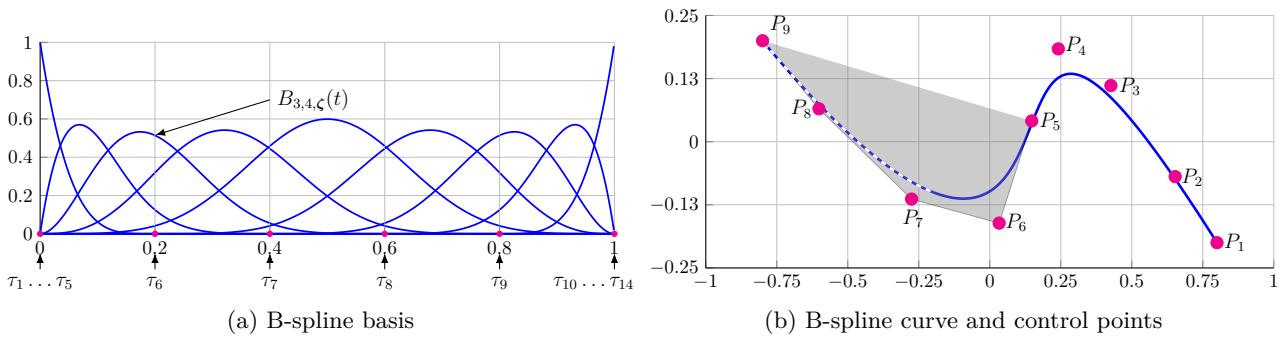 1
0.8
0.6
0.4
0.2
0
B₃,₄,ζ(t)
0 0.2 0.4 0.6 0.8 1
τ₁ … τ₅ τ₆ τ₇ τ₈ τ₉ τ₁₀ … τ₁₄
(a) B-spline basis
0.25
0.13
0
−0.13
−0.25
P₉
P₄
P₃
P₈
P₅
P₂
P₇
P₆
P₁
−1 −0.75 −0.5 −0.25 0 0.25 0.5 0.75 1
(b) B-spline curve and control points